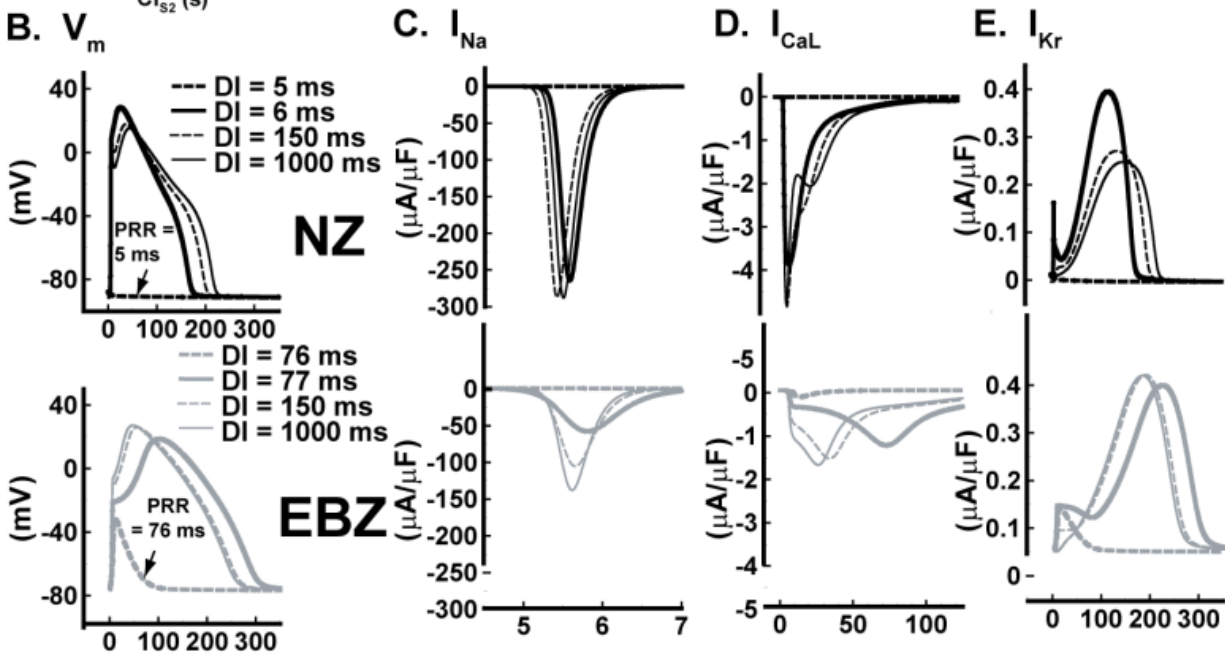 CI_S2 (s)
B. V_m
C. I_Na
D. I_CaL
E. I_Kr
40
0
-40
-80
(mV)
DI = 5 ms
DI = 6 ms
DI = 150 ms
DI = 1000 ms
PRR =
5 ms
NZ
0 100 200 300
0
-50
-100
-150
-200
-250
-300
(µA/µF)
0
-1
-2
-3
-4
(µA/µF)
0.4
0.3
0.2
0.1
0
(µA/µF)
DI = 76 ms
DI = 77 ms
DI = 150 ms
DI = 1000 ms
40
0
-40
-80
(mV)
PRR
= 76 ms
EBZ
0 100 200 300
0
-50
-100
-150
-200
-250
-300
(µA/µF)
5 6 7
-5
0
-1
-2
-3
-4
-5
(µA/µF)
0 50 100
0.4
0.3
0.2
0.1
0
(µA/µF)
0 100 200 300